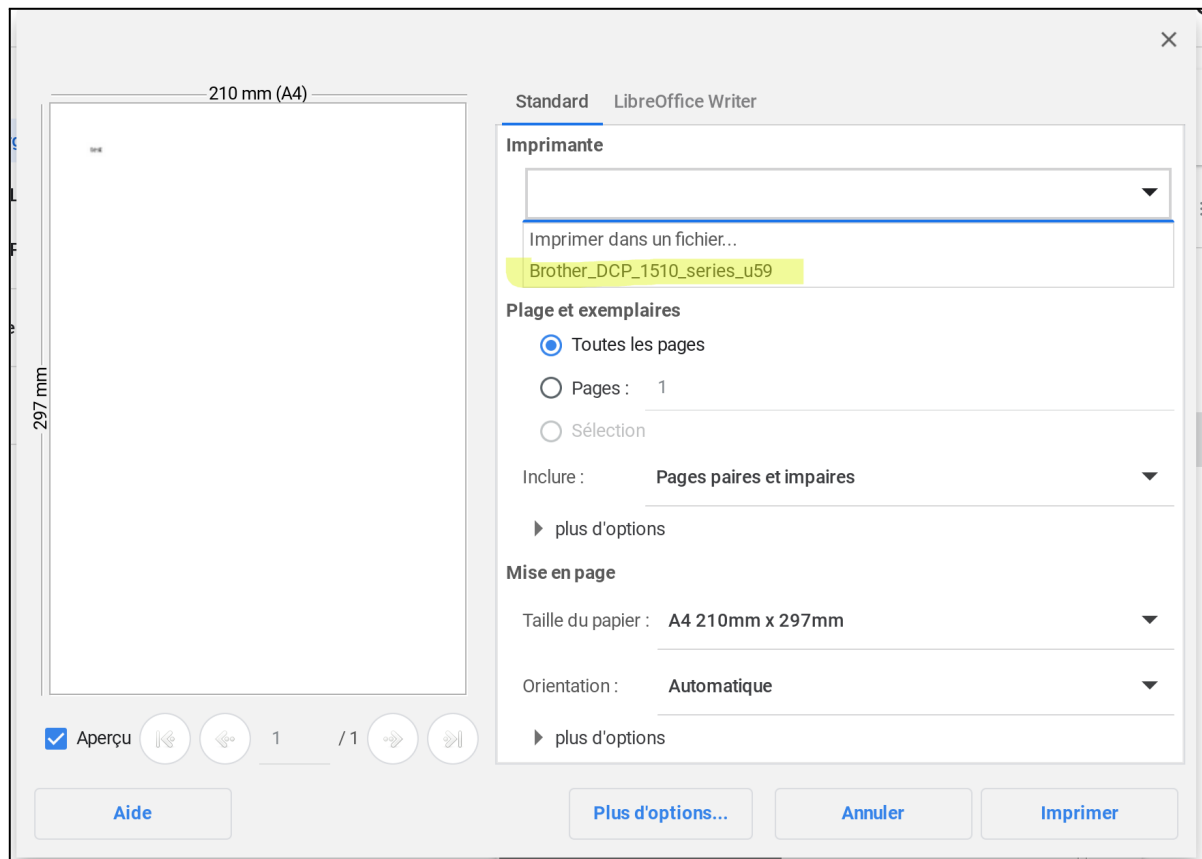 210 mm (A4)
297 mm
Standard LibreOffice Writer
Imprimante
Imprimer dans un fichier...
Brother_DCP_1510_series_u59
Plage et exemplaires
Toutes les pages
Pages : 1
Sélection
Inclure : Pages paires et impaires
plus d'options
Mise en page
Taille du papier : A4 210mm x 297mm
Orientation : Automatique
plus d'options
Aperçu 1 / 1
Aide Plus d'options... Annuler Imprimer